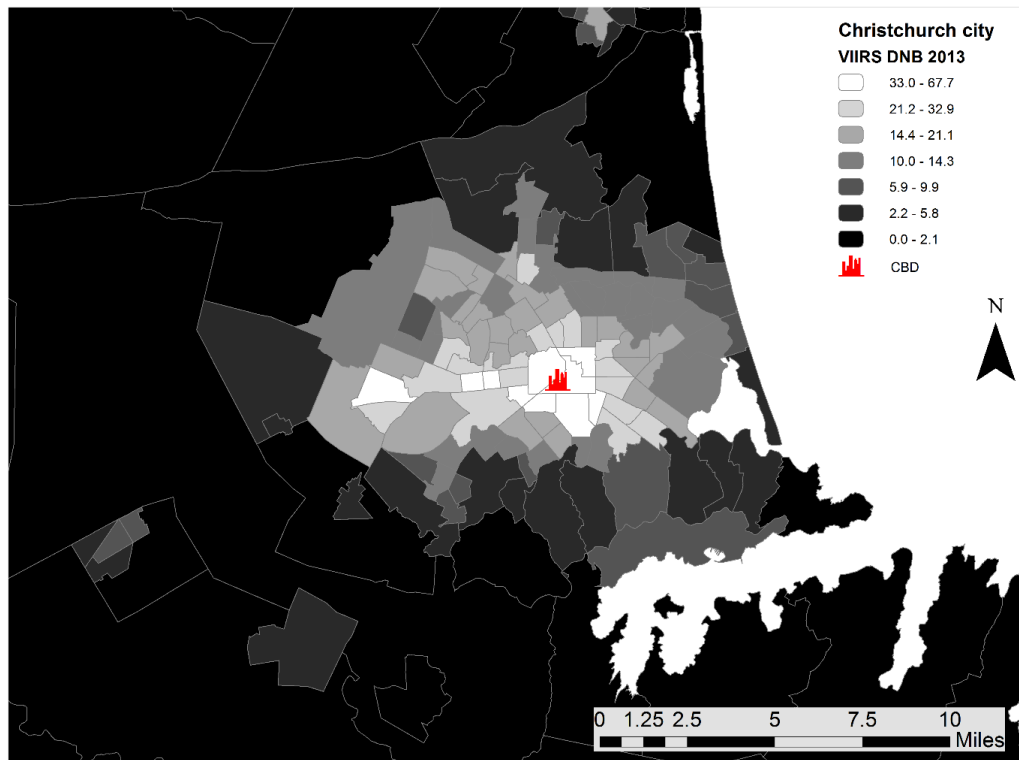 Christchurch city
VIIRS DNB 2013
33.0 - 67.7
21.2 - 32.9
14.4 - 21.1
10.0 - 14.3
5.9 - 9.9
2.2 - 5.8
0.0 - 2.1
CBD
N
0 1.25 2.5 5 7.5 10
Miles